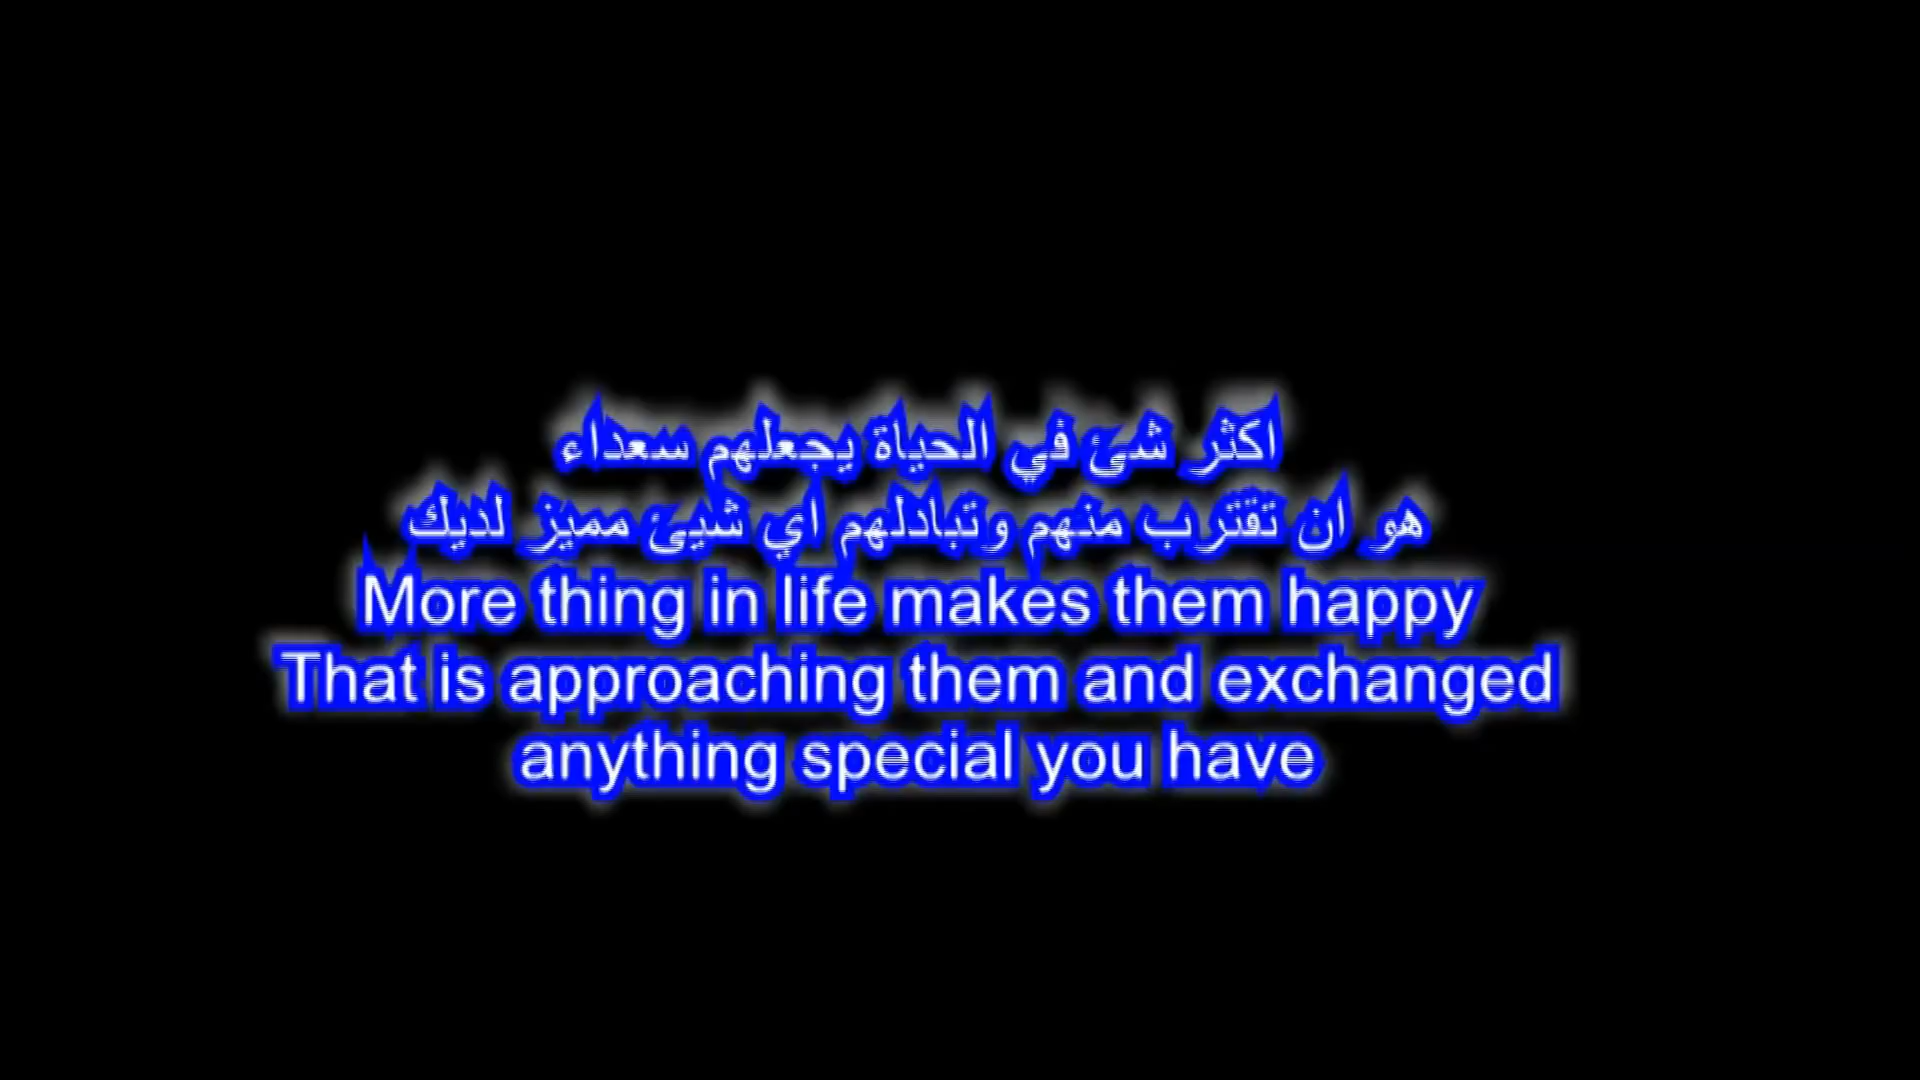 اكثر شئ في الحياة يجعلهم سعداء
هو ان تقترب منهم وتبادلهم اي شيئ مميز لديك
More thing in life makes them happy
That is approaching them and exchanged
anything special you have